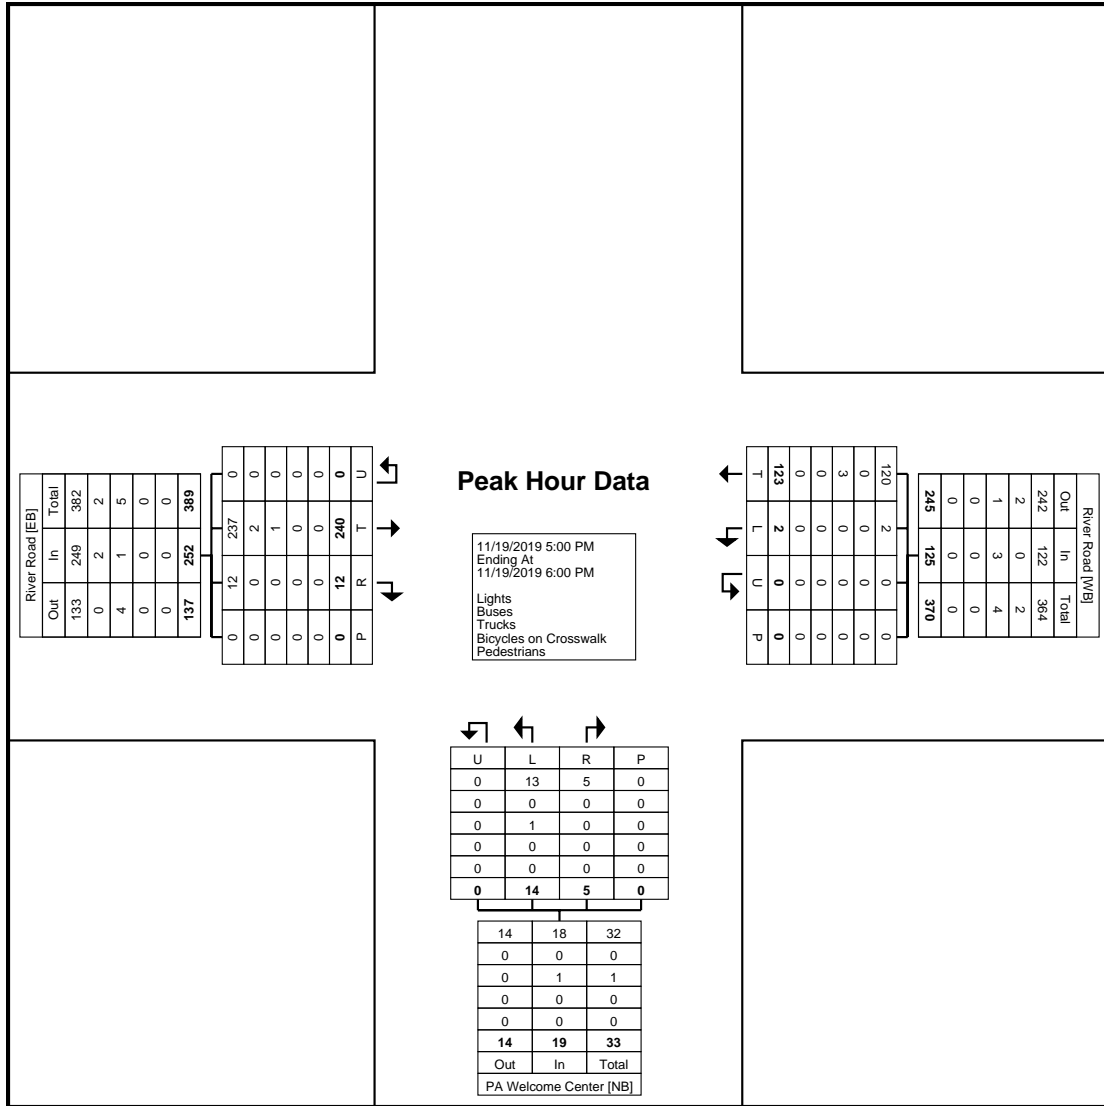 Peak Hour Data
11/19/2019 5:00 PM
Ending At
11/19/2019 6:00 PM
Lights
Buses
Trucks
Bicycles on Crosswalk
Pedestrians
River Road [EB]
Total 382 2 5 0 0 389
In 249 2 1 0 0 252
Out 133 0 4 0 0 137
0 0 0 0 0 0 U
237 2 1 0 0 240 T
12 0 0 0 0 12 R
0 0 0 0 0 0 P
T 123 0 0 3 0 120
L 2 0 0 0 0 2
U 0 0 0 0 0 0
P 0 0 0 0 0 0
River Road [WB]
245 0 0 1 2 242 Out
125 0 0 3 0 122 In
370 0 0 4 2 364 Total
U L R P
0 13 5 0
0 0 0 0
0 1 0 0
0 0 0 0
0 0 0 0
0 14 5 0
14 18 32
0 0 0
0 1 1
0 0 0
0 0 0
14 19 33
Out In Total
PA Welcome Center [NB]